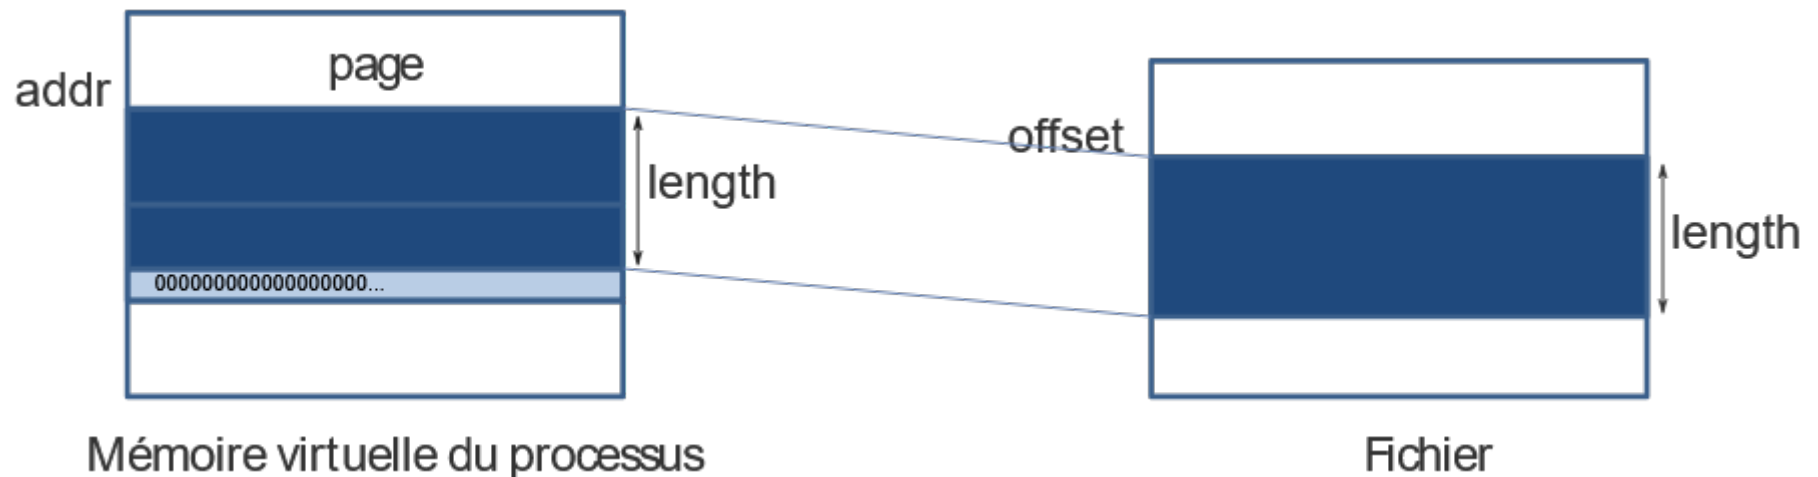 page
addr
offset
length
length
000000000000000000...
Mémoire virtuelle du processus
Fichier